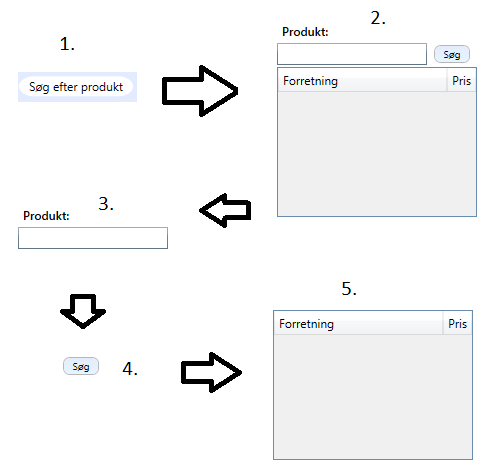 1.
Søg efter produkt
2.
Produkt:
Søg
Forretning Pris
3.
Produkt:
Søg
4.
5.
Forretning Pris